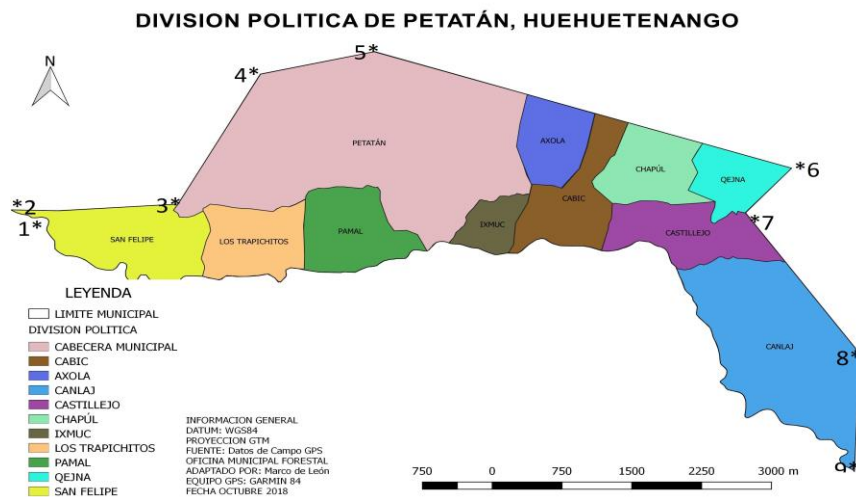 DIVISION POLITICA DE PETATÁN, HUEHUETENANGO
N
5*
4*
PETATÁN
AXOLA
CHAPÚL
*6
QEJNA
*2
3*
1*
SAN FELIPE
LOS TRAPICHITOS
PAMAL
IXMUC
CABIC
CASTILLEJO
*7
CANLAJ
8*
9*
LEYENDA
LIMITE MUNICIPAL
DIVISION POLITICA
CABECERA MUNICIPAL
CABIC
AXOLA
CANLAJ
CASTILLEJO
CHAPÚL
IXMUC
LOS TRAPICHITOS
PAMAL
QEJNA
SAN FELIPE
INFORMACION GENERAL
DATUM: WGS84
PROYECCION GTM
FUENTE: Datos de Campo GPS
OFICINA MUNICIPAL FORESTAL
ADAPTADO POR: Marco de León
EQUIPO GPS: GARMIN 84
FECHA OCTUBRE 2018
750 0 750 1500 2250 3000 m